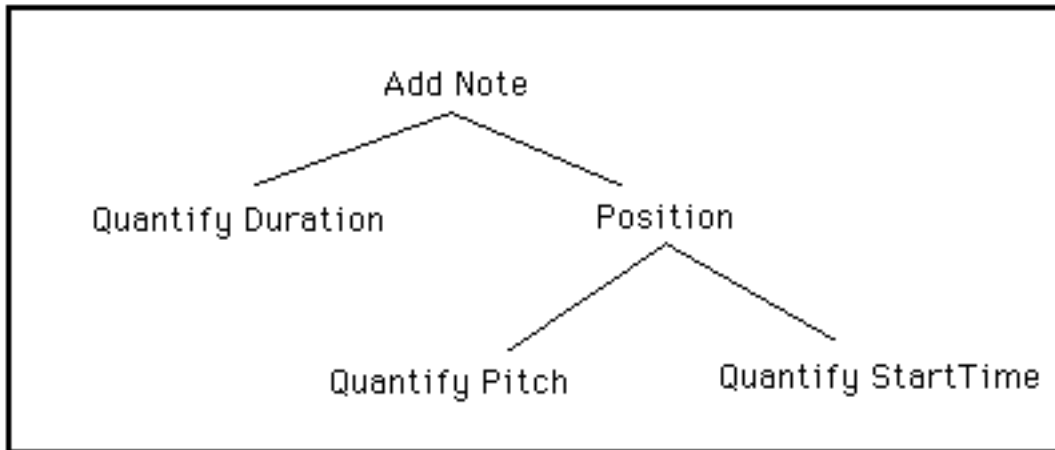 Add Note
Quantify Duration
Position
Quantify Pitch
Quantify StartTime